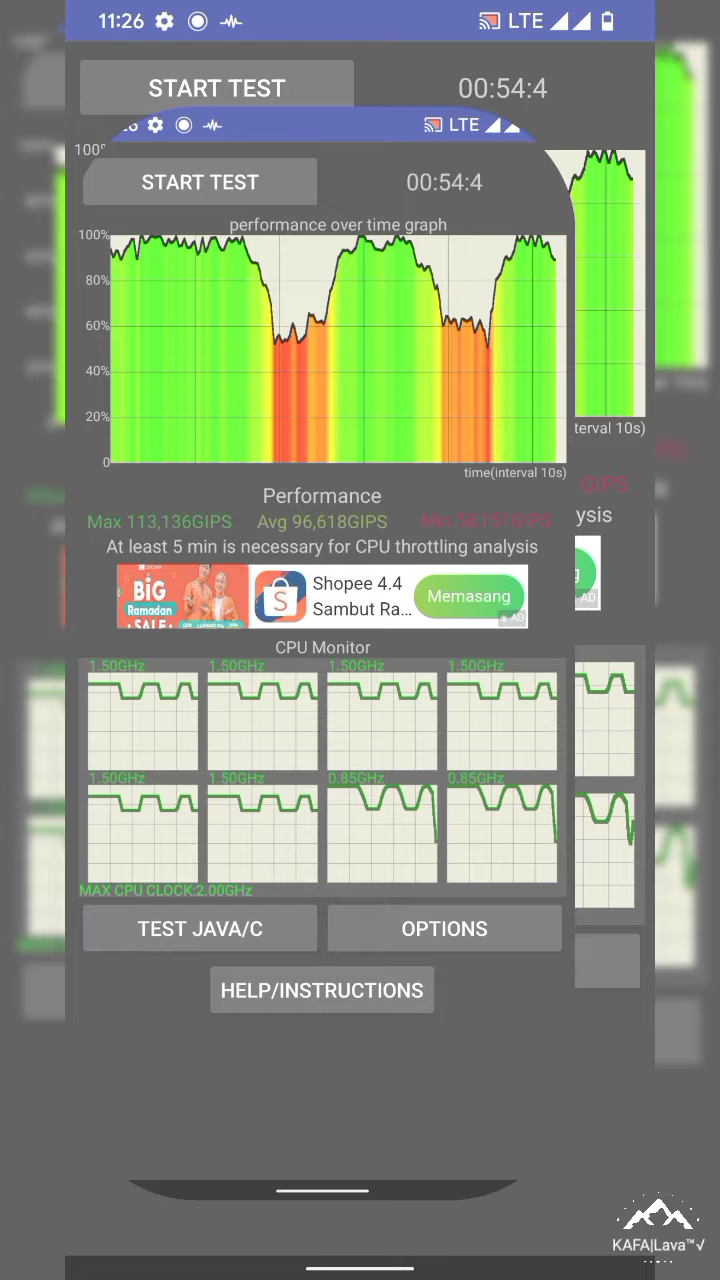 11:26 LTE
START TEST 00:54:4
LTE
START TEST 00:54:4
performance over time graph
100%
80%
60%
40%
20%
0
time(interval 10s)
terval 10s)
Performance
GIPS
Max 113,136GIPS Avg 96,618GIPS
ysis
At least 5 min is necessary for CPU throttling analysis
BIG
Ramadan
SALE
Shopee 4.4
Sambut Ra...
Memasang
AD
AD
CPU Monitor
1.50GHz 1.50GHz 1.50GHz 1.50GHz
1.50GHz 1.50GHz 0.85GHz 0.85GHz
MAX CPU CLOCK:2.00GHz
TEST JAVA/C OPTIONS
HELP/INSTRUCTIONS
KAFA|Lava™√